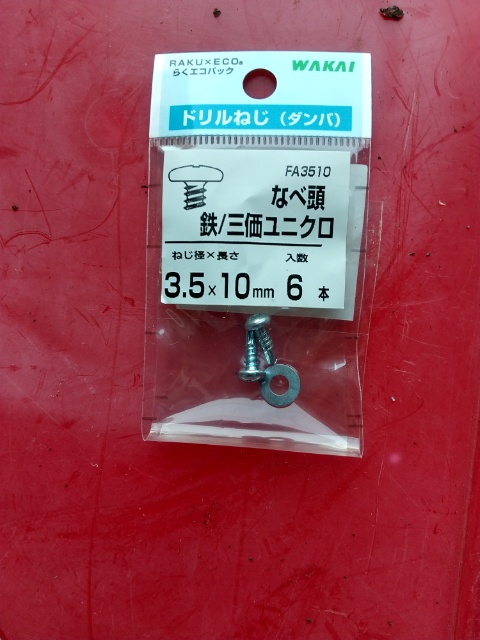 RAKU×ECO®
らくエコパック
WAKAI
ドリルねじ（ダンバ）
FA3510
なべ頭
鉄/三価ユニクロ
ねじ径×長さ 入数
3.5×10mm 6 本